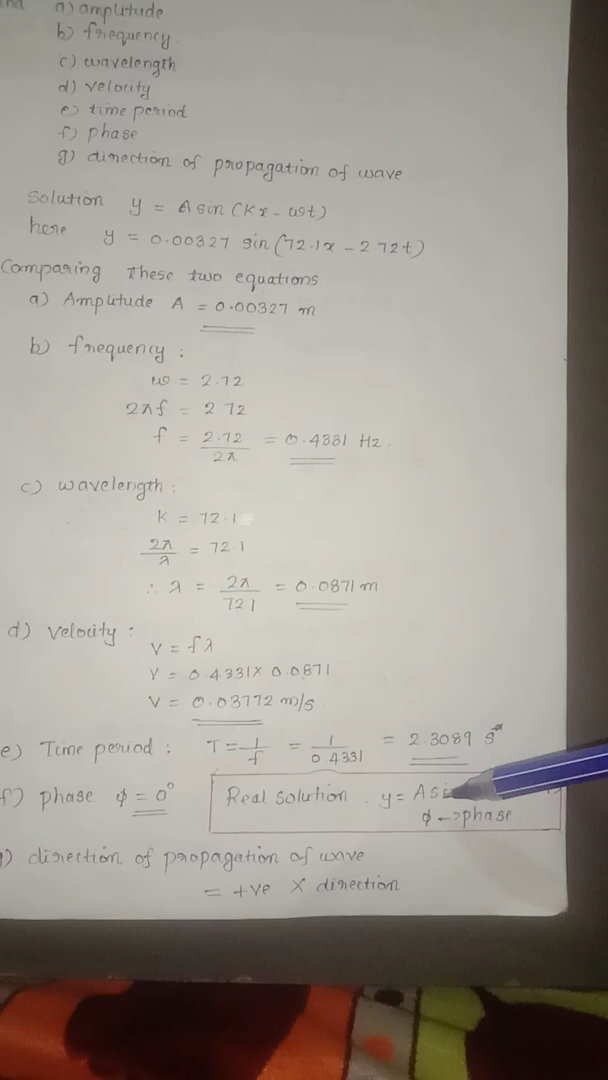 a) amplitude
b) frequency
c) wavelength
d) velocity
e) time period
f) phase
g) direction of propagation of wave
Solution y = A sin (Kx - ωt)
here y = 0.00327 sin (72.1x - 2.72t)
Comparing these two equations
a) Amplitude A = 0.00327 m
b) frequency :
ω = 2.72
2πf = 2.72
f = 2.72 / 2π = 0.4331 Hz.
c) wavelength :
K = 72.1
2π / λ = 72.1
∴ λ = 2π / 72.1 = 0.0871 m
d) velocity :
V = fλ
V = 0.4331 x 0.0871
V = 0.03772 m/s
e) Time period : T = 1 / f = 1 / 0.4331 = 2.3089 s
f) phase ϕ = 0°
Real solution : y = A
ϕ -> phase
g) direction of propagation of wave
= +ve X direction